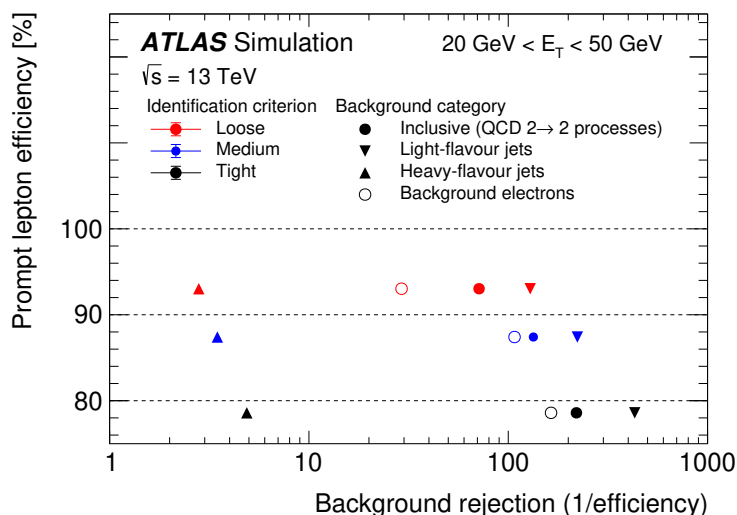 Prompt lepton efficiency [%]
ATLAS Simulation
20 GeV < E_T < 50 GeV
√s = 13 TeV
Identification criterion
Loose
Medium
Tight
Background category
Inclusive (QCD 2→ 2 processes)
Light-flavour jets
Heavy-flavour jets
Background electrons
100
90
80
1 10 100 1000
Background rejection (1/efficiency)